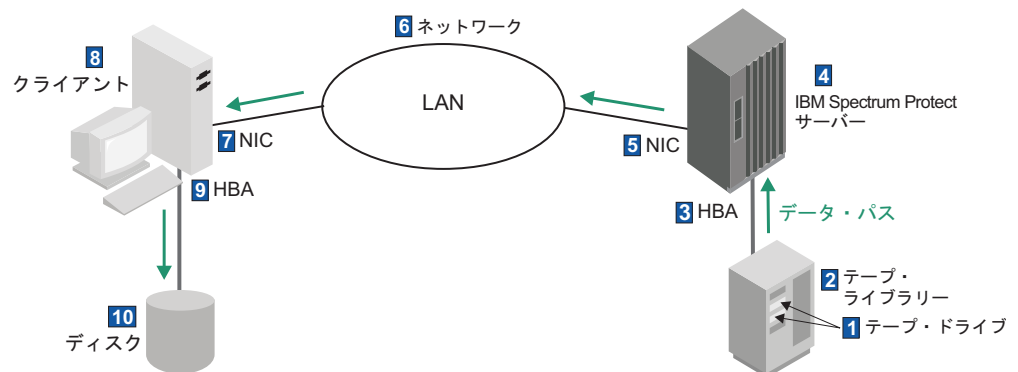 6 ネットワーク
8
クライアント
LAN
4
IBM Spectrum Protect
サーバー
7 NIC
5 NIC
9 HBA
3 HBA
データ・パス
2 テープ・
ライブラリー
10
ディスク
1 テープ・ドライブ